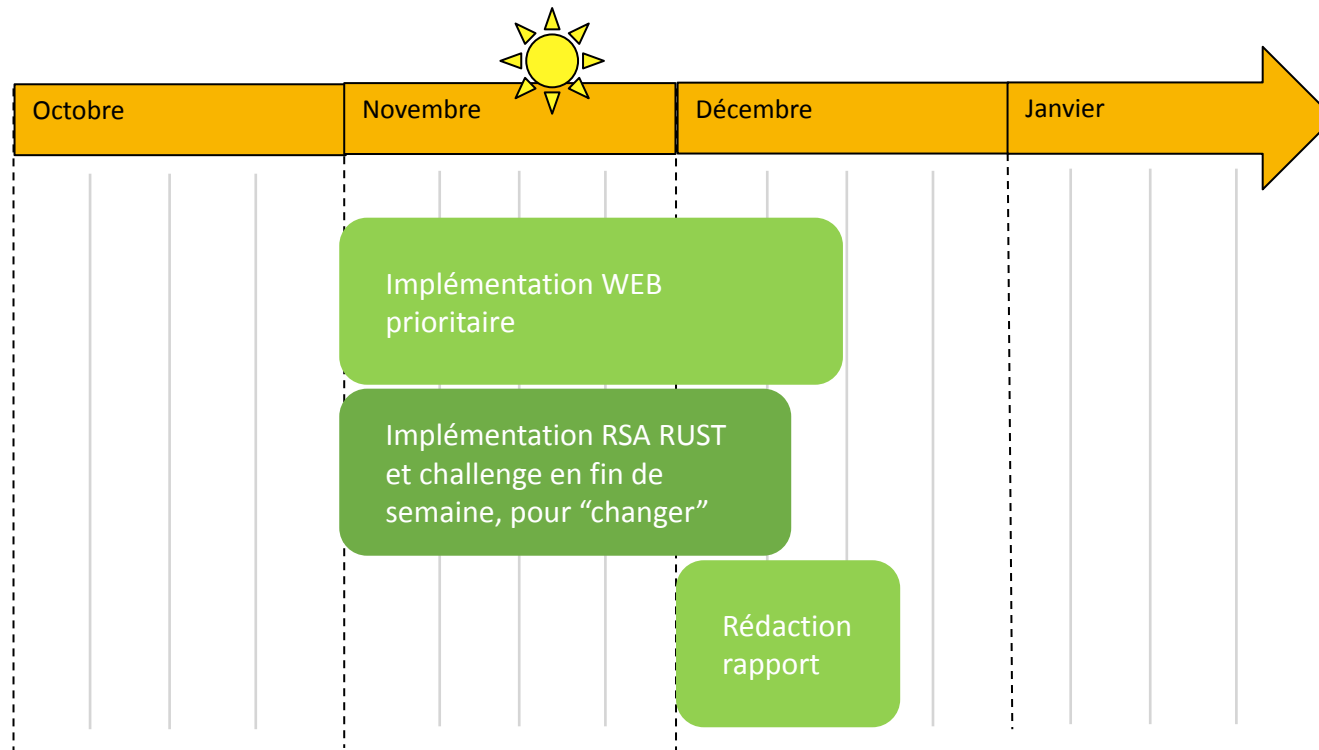 Octobre
Novembre
Décembre
Janvier
Implémentation WEB
prioritaire
Implémentation RSA RUST
et challenge en fin de
semaine, pour “changer”
Rédaction
rapport